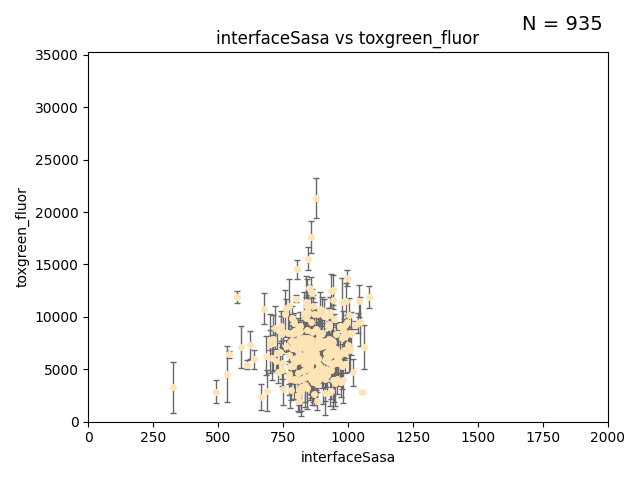 N = 935
interfaceSasa vs toxgreen_fluor
35000
30000
25000
20000
15000
10000
5000
0
toxgreen_fluor
0 250 500 750 1000 1250 1500 1750 2000
interfaceSasa